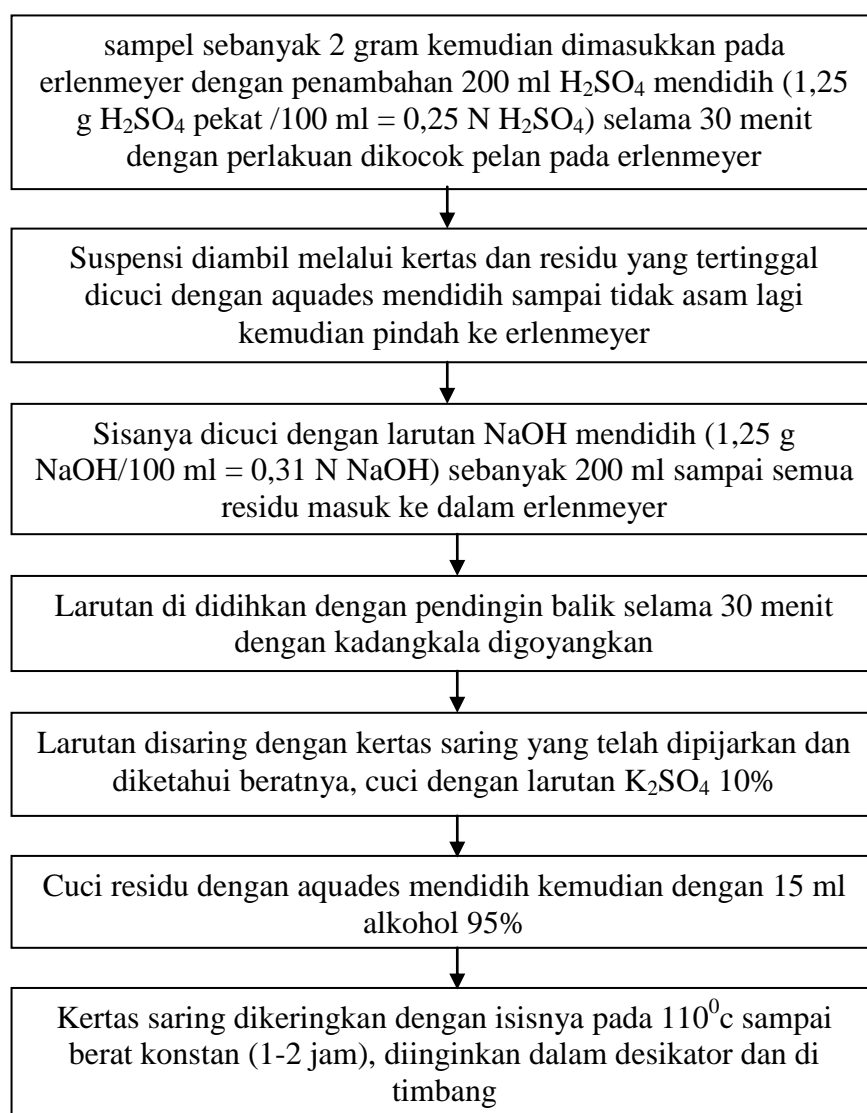 sampel sebanyak 2 gram kemudian dimasukkan pada
erlenmeyer dengan penambahan 200 ml H₂SO₄ mendidih (1,25
g H₂SO₄ pekat /100 ml = 0,25 N H₂SO₄) selama 30 menit
dengan perlakuan dikocok pelan pada erlenmeyer
Suspensi diambil melalui kertas dan residu yang tertinggal
dicuci dengan aquades mendidih sampai tidak asam lagi
kemudian pindah ke erlenmeyer
Sisanya dicuci dengan larutan NaOH mendidih (1,25 g
NaOH/100 ml = 0,31 N NaOH) sebanyak 200 ml sampai semua
residu masuk ke dalam erlenmeyer
Larutan di didihkan dengan pendingin balik selama 30 menit
dengan kadangkala digoyangkan
Larutan disaring dengan kertas saring yang telah dipijarkan dan
diketahui beratnya, cuci dengan larutan K₂SO₄ 10%
Cuci residu dengan aquades mendidih kemudian dengan 15 ml
alkohol 95%
Kertas saring dikeringkan dengan isisnya pada 110⁰c sampai
berat konstan (1-2 jam), diinginkan dalam desikator dan di
timbang